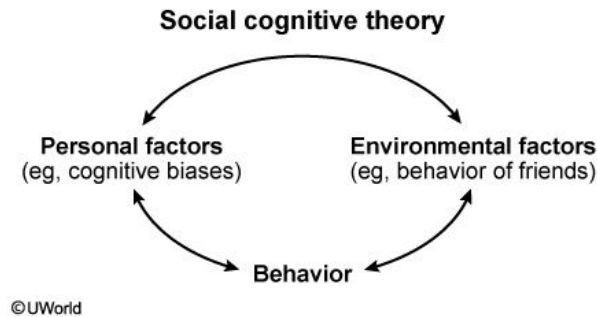 Social cognitive theory
Personal factors
(eg, cognitive biases)
Environmental factors
(eg, behavior of friends)
Behavior
©UWorld